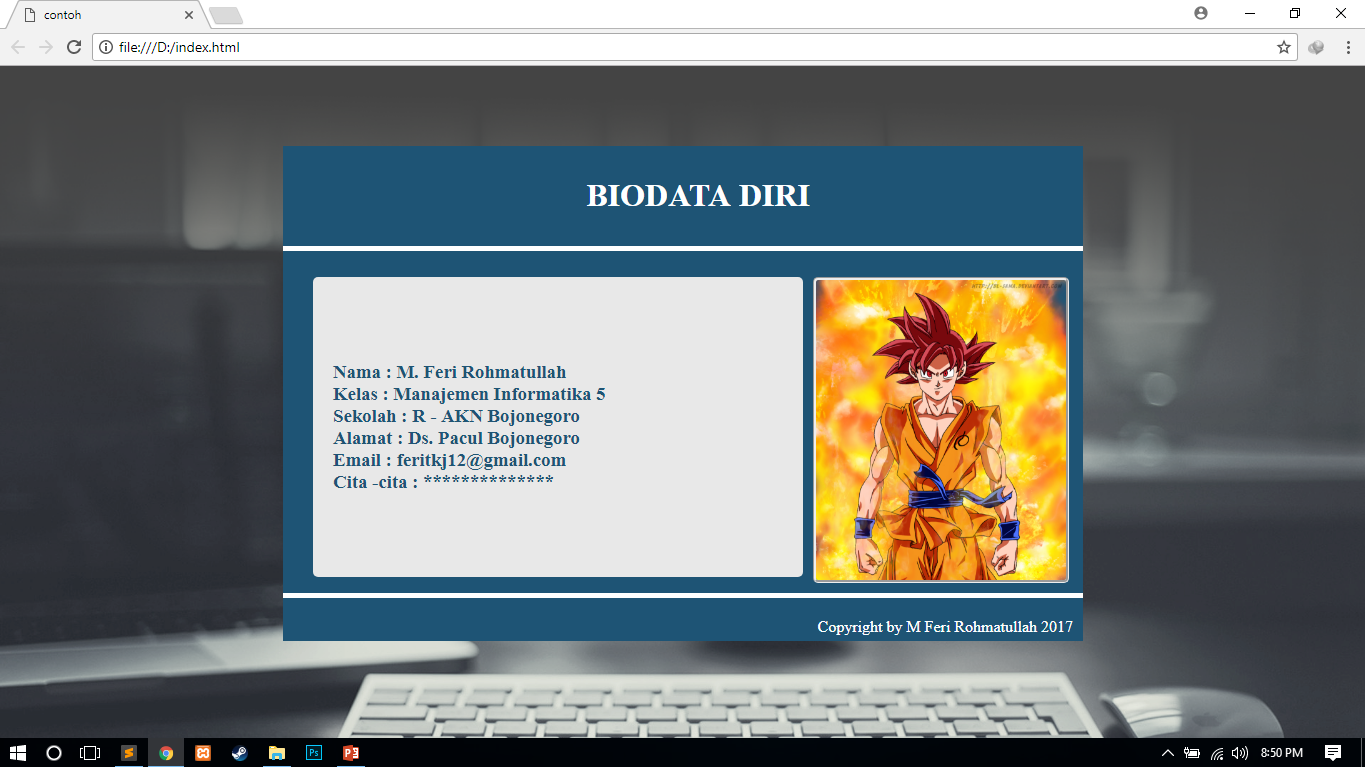 contoh
file:///D:/index.html
BIODATA DIRI
Nama : M. Feri Rohmatullah
Kelas : Manajemen Informatika 5
Sekolah : R - AKN Bojonegoro
Alamat : Ds. Pacul Bojonegoro
Email : feritkj12@gmail.com
Cita -cita : **************
Copyright by M Feri Rohmatullah 2017
Ps
8:50 PM